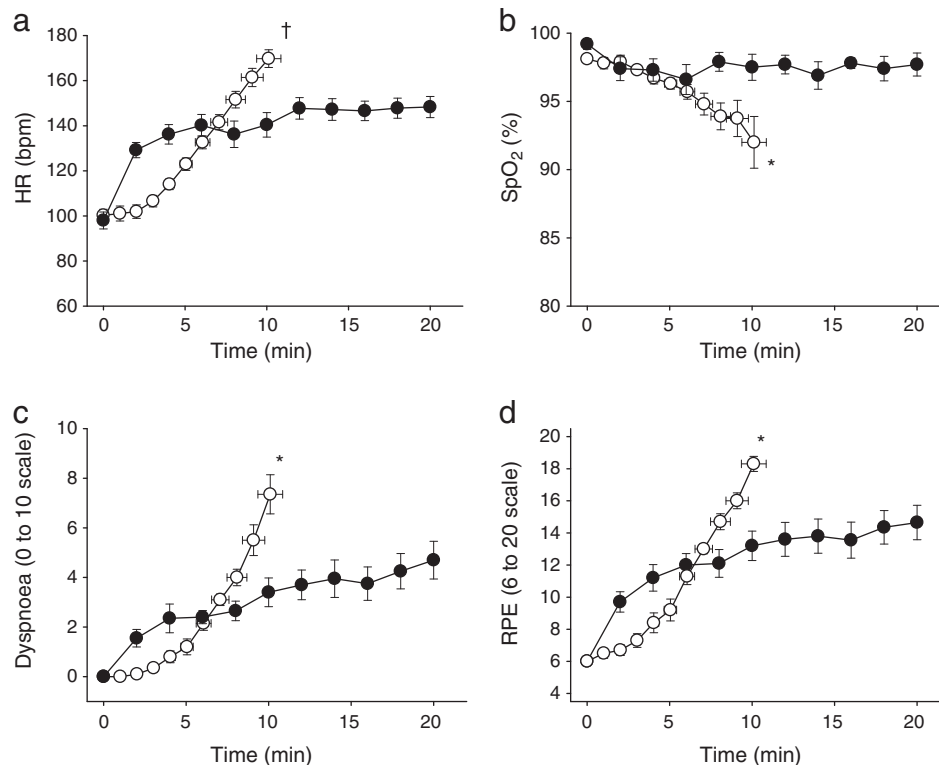 a
HR (bpm)
180
160
140
120
100
80
60
†
0 5 10 15 20
Time (min)
b
SpO2 (%)
100
95
90
85
80
*
0 5 10 15 20
Time (min)
c
Dyspnoea (0 to 10 scale)
10
8
6
4
2
0
*
0 5 10 15 20
Time (min)
d
RPE (6 to 20 scale)
20
18
16
14
12
10
8
6
4
*
0 5 10 15 20
Time (min)